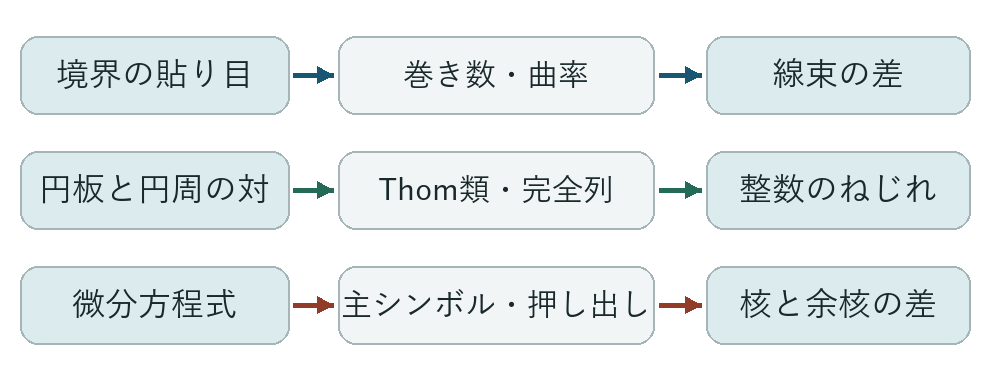 境界の貼り目
巻き数・曲率
線束の差
円板と円周の対
Thom類・完全列
整数のねじれ
微分方程式
主シンボル・押し出し
核と余核の差